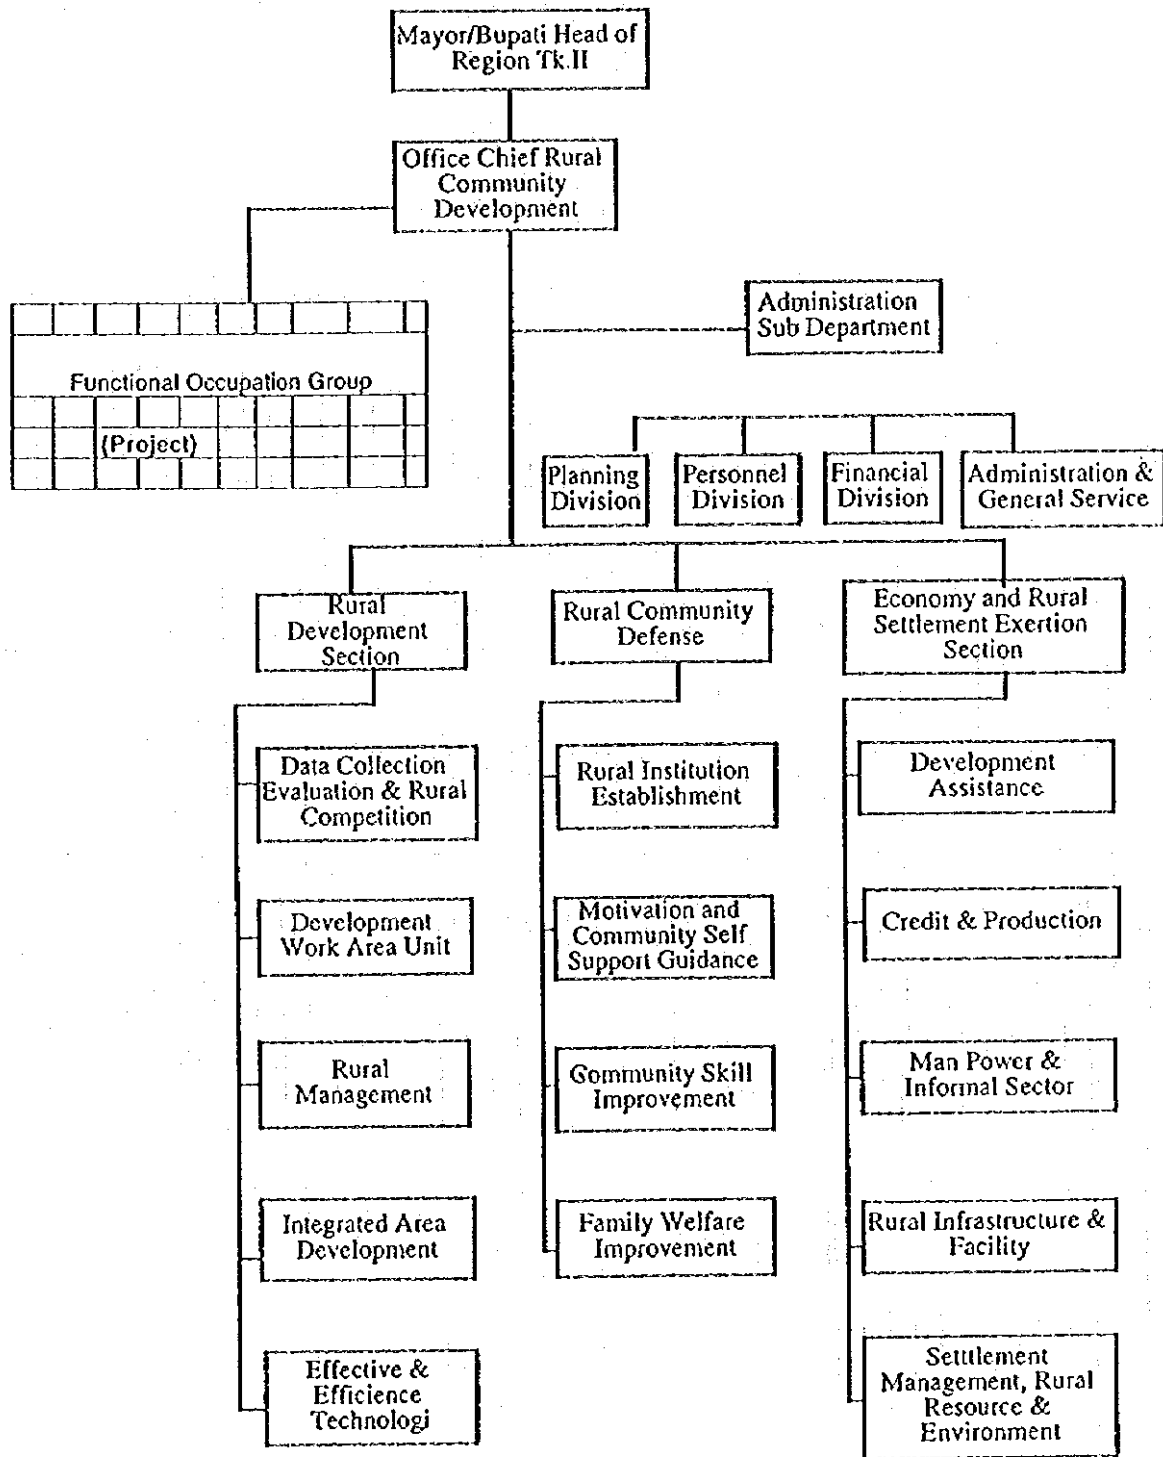 Mayor/Bupati Head of
Region Tk.II
Office Chief Rural
Community
Development
Administration
Sub Department
Functional Occupation Group
(Project)
Planning
Division
Personnel
Division
Financial
Division
Administration &
General Service
Rural
Development
Section
Rural Community
Defense
Economy and Rural
Settlement Exertion
Section
Data Collection
Evaluation & Rural
Competition
Rural Institution
Establishment
Development
Assistance
Development
Work Area Unit
Motivation and
Community Self
Support Guidance
Credit & Production
Rural
Management
Community Skill
Improvement
Man Power &
Informal Sector
Integrated Area
Development
Family Welfare
Improvement
Rural Infrastructure &
Facility
Effective &
Efficience
Technologi
Setttlement
Management, Rural
Resource &
Environment